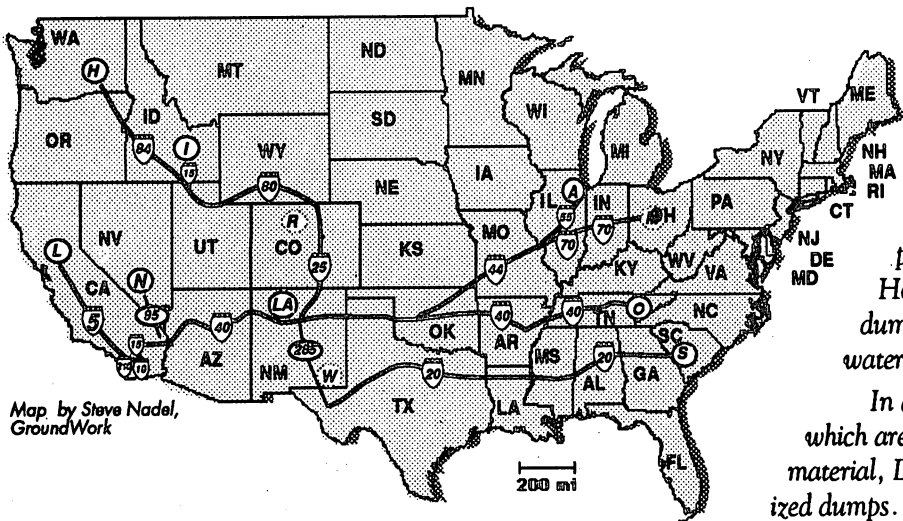 WA
ND
VT
ME
H
MT
MN
ID
OR
84
I
15
SD
WI
MI
NY
NH
MA
RI
CT
WY
80
IA
NE
IL
A
55
IN
70
OH
PA
NJ
DE
MD
L
NV
UT
R
CO
25
KS
MO
44
70
KY
WV
VA
CA
N
5
95
15
LA
40
AZ
NM
285
W
OK
AR
40
40
TN
O
NC
SC
S
MS
AL
20
GA
TX
20
LA
FL
10
200 mi
Map by Steve Nadel,
GroundWork
p
H
dum
water
In
which are
material,
ized dumps.